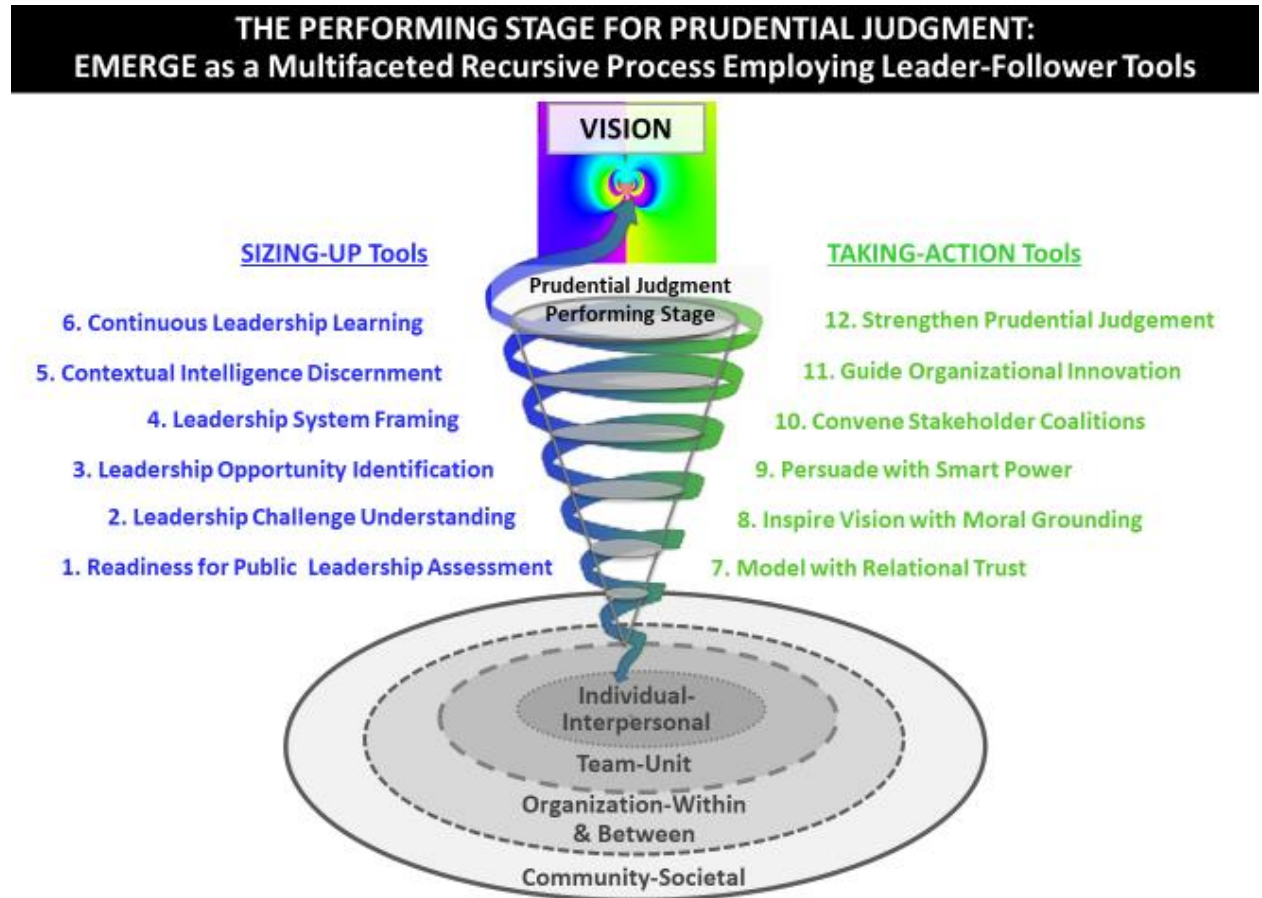 THE PERFORMING STAGE FOR PRUDENTIAL JUDGMENT:
EMERGE as a Multifaceted Recursive Process Employing Leader-Follower Tools
VISION
SIZING-UP Tools
6. Continuous Leadership Learning
5. Contextual Intelligence Discernment
4. Leadership System Framing
3. Leadership Opportunity Identification
2. Leadership Challenge Understanding
1. Readiness for Public Leadership Assessment
Prudential Judgment
Performing Stage
TAKING-ACTION Tools
12. Strengthen Prudential Judgement
11. Guide Organizational Innovation
10. Convene Stakeholder Coalitions
9. Persuade with Smart Power
8. Inspire Vision with Moral Grounding
7. Model with Relational Trust
Individual-
Interpersonal
Team-Unit
Organization-Within
& Between
Community-Societal